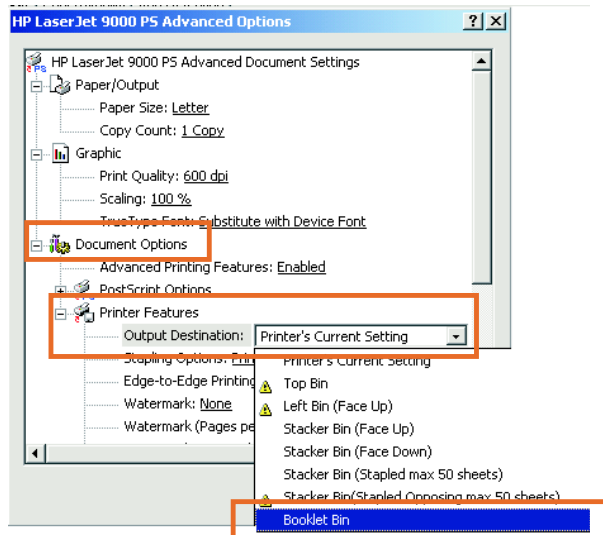 HP LaserJet 9000 PS Advanced Options
HP LaserJet 9000 PS Advanced Document Settings
Paper/Output
Paper Size: Letter
Copy Count: 1 Copy
Graphic
Print Quality: 600 dpi
Scaling: 100 %
TrueType Font: Substitute with Device Font
Document Options
Advanced Printing Features: Enabled
PostScript Options
Printer Features
Output Destination: Printer's Current Setting
Stapling Options: Printer's Current Setting
Edge-to-Edge Printing
Top Bin
Watermark: None
Left Bin (Face Up)
Watermark (Pages
Stacker Bin (Face Up)
Stacker Bin (Face Down)
Stacker Bin (Stapled max 50 sheets)
Stacker Bin(Stapled Opposing max 50 sheets)
Booklet Bin